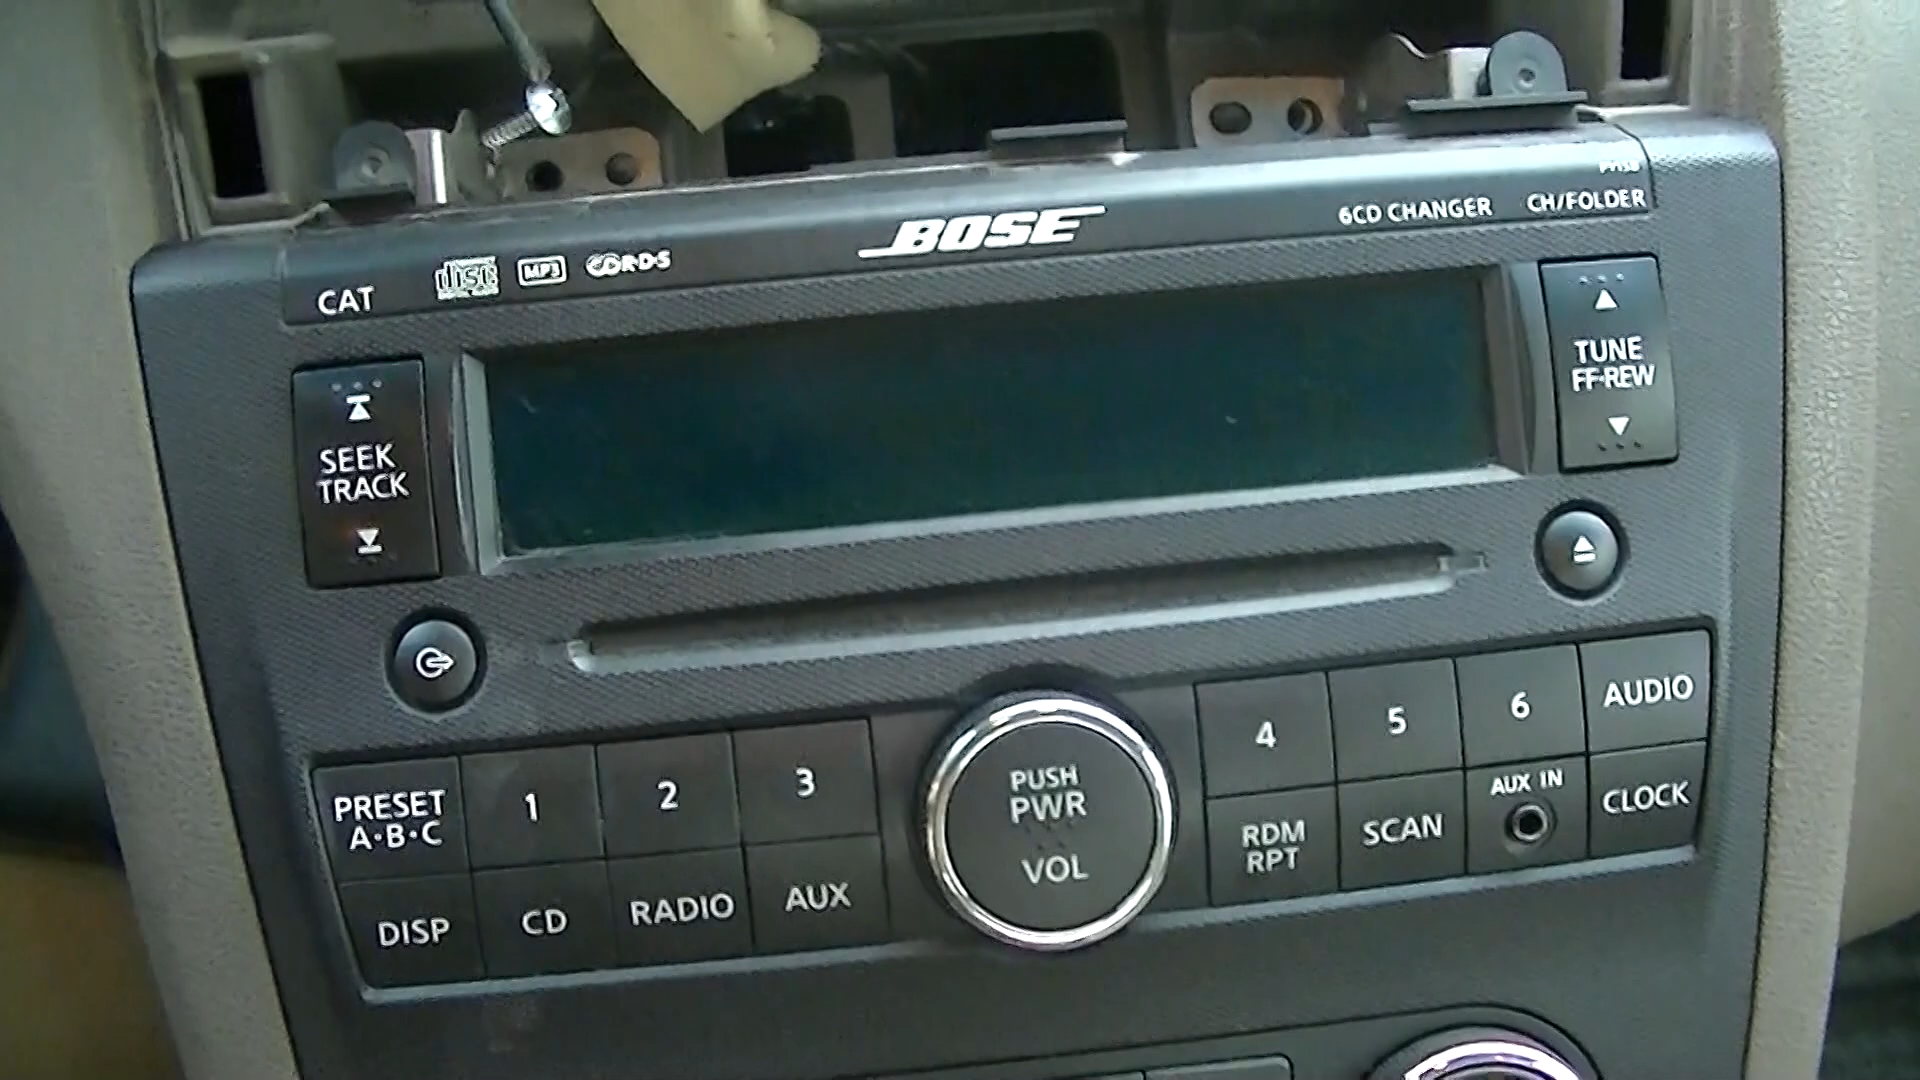 BOSE
6CD CHANGER
CH/FOLDER
CAT
disc
MP3
SEEK
TRACK
TUNE
FF·REW
PRESET
A·B·C
1
2
3
PUSH
PWR
VOL
4
5
6
AUDIO
DISP
CD
RADIO
AUX
RDM
RPT
SCAN
AUX IN
CLOCK